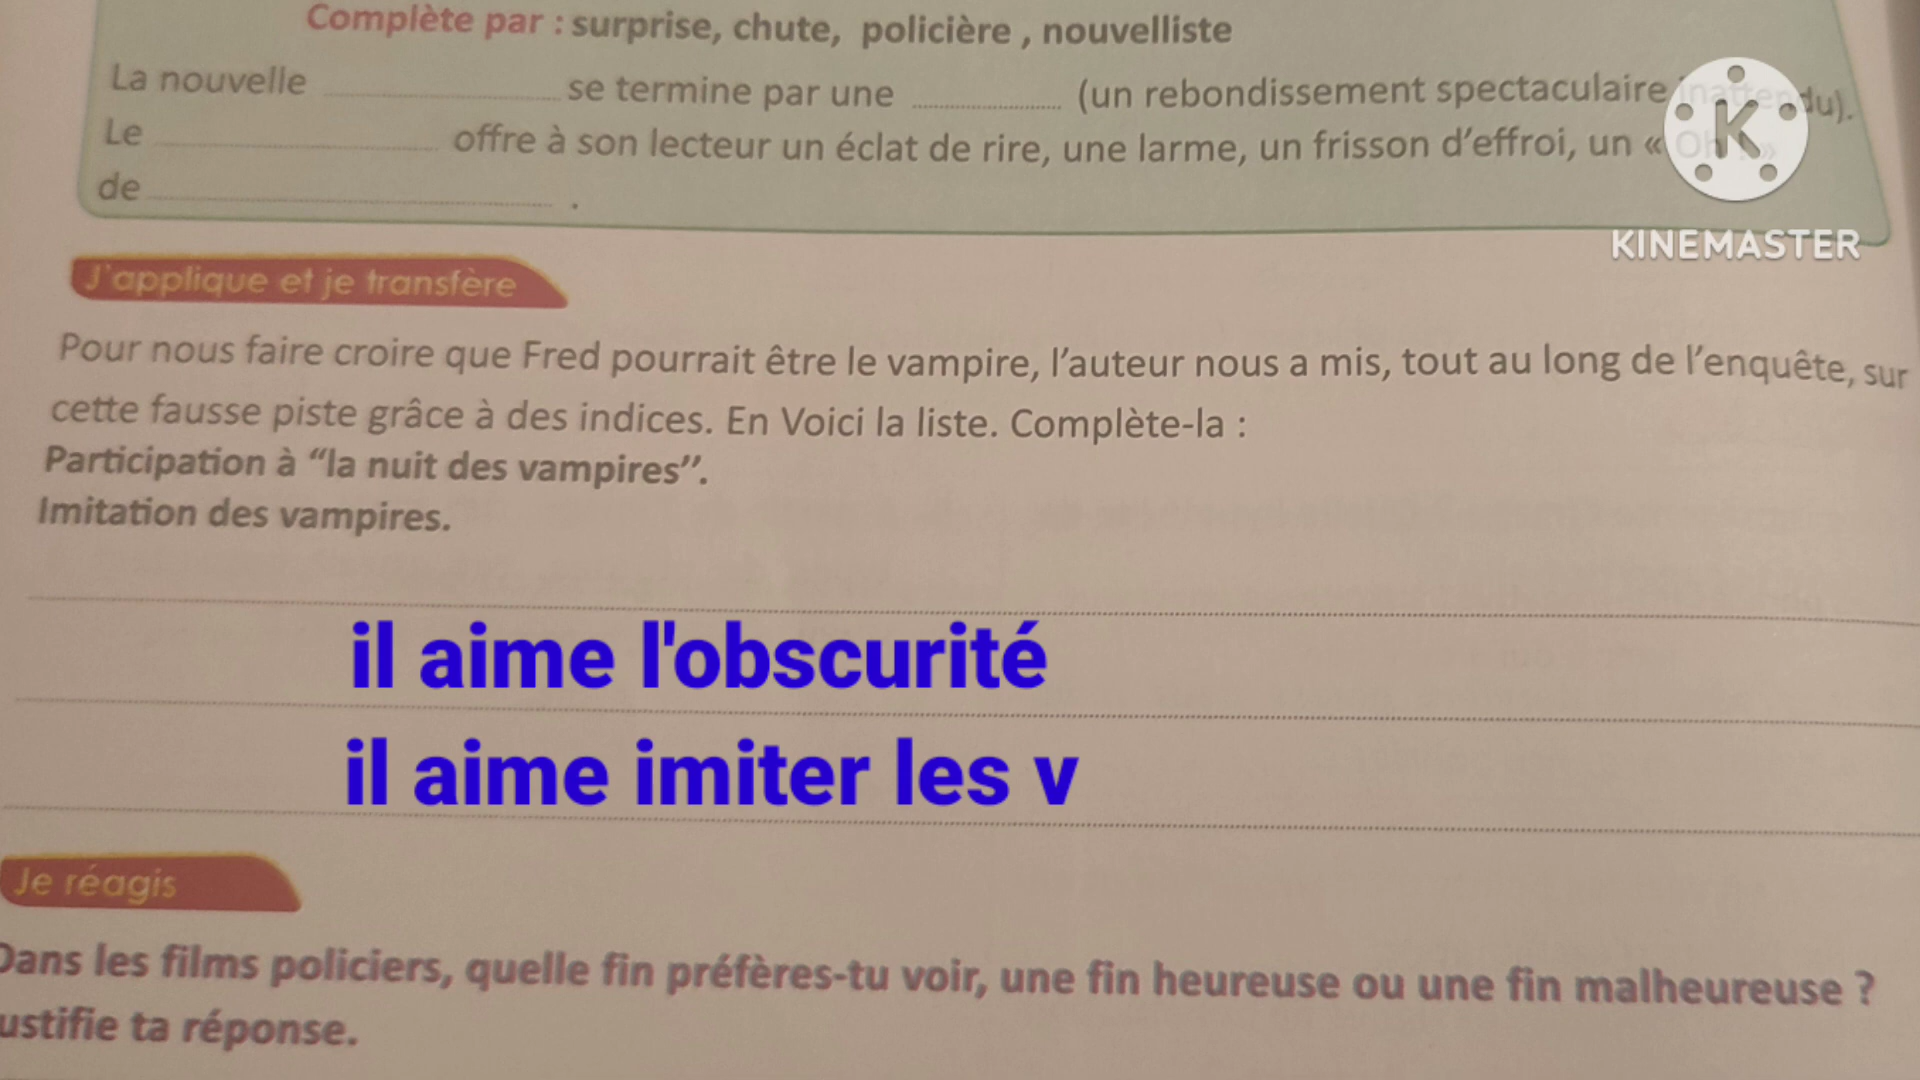 Complète par : surprise, chute, policière , nouvelliste
La nouvelle ............ se termine par une ............ (un rebondissement spectaculaire inattendu).
Le ............ offre à son lecteur un éclat de rire, une larme, un frisson d'effroi, un « Oh ! »
de ............ .
K
KINEMASTER
J'applique et je transfère
Pour nous faire croire que Fred pourrait être le vampire, l'auteur nous a mis, tout au long de l'enquête, sur
cette fausse piste grâce à des indices. En Voici la liste. Complète-la :
Participation à “la nuit des vampires”.
Imitation des vampires.
il aime l'obscurité
il aime imiter les v
Je réagis
Dans les films policiers, quelle fin préfères-tu voir, une fin heureuse ou une fin malheureuse ?
ustifie ta réponse.